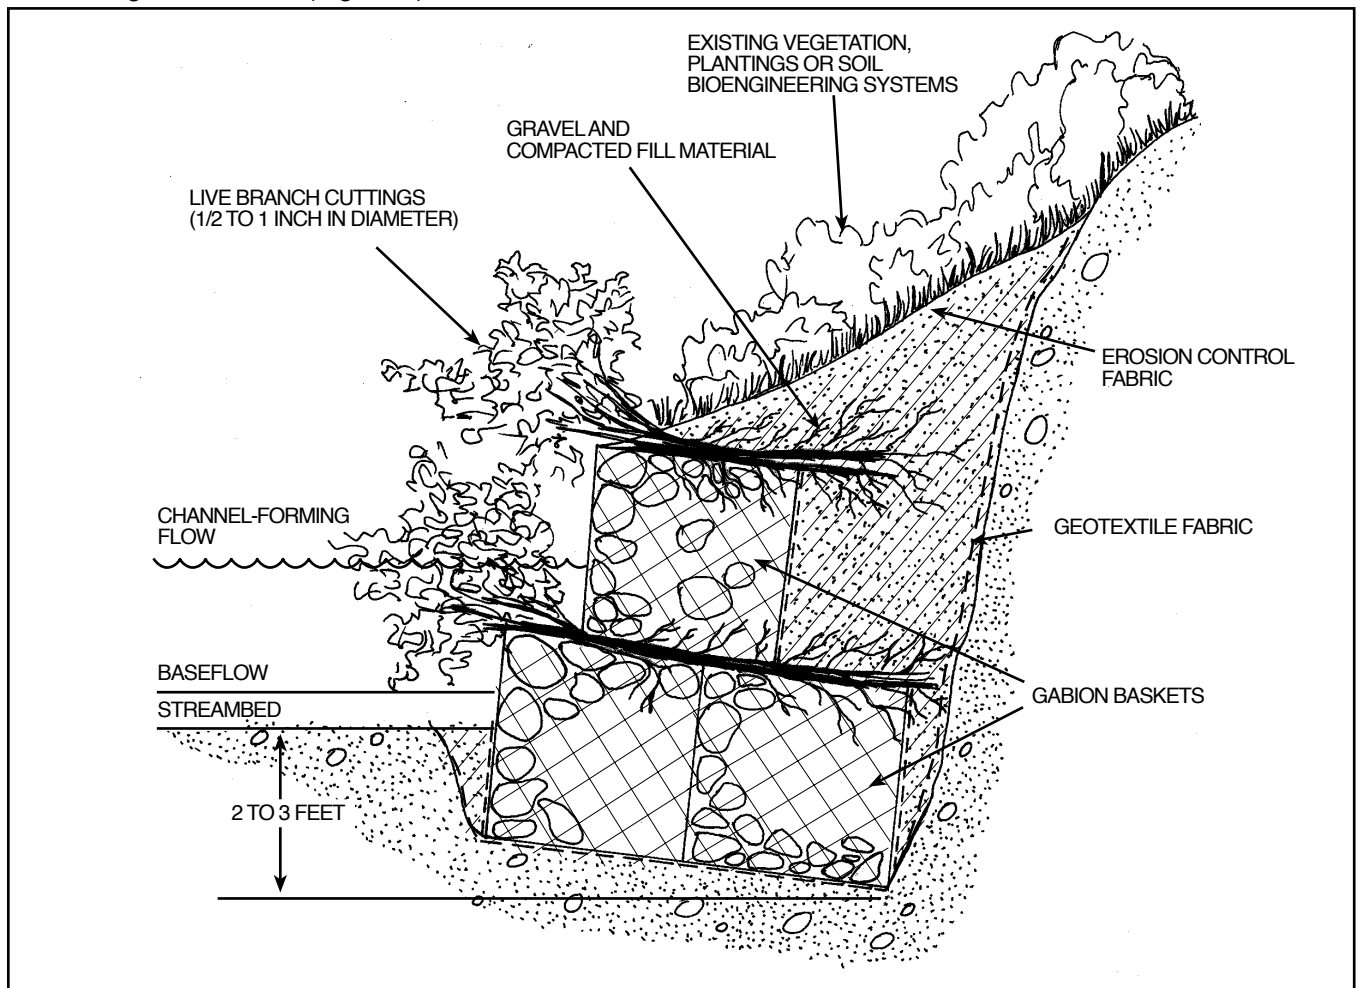 EXISTING VEGETATION,
PLANTINGS OR SOIL
BIOENGINEERING SYSTEMS
GRAVEL AND
COMPACTED FILL MATERIAL
LIVE BRANCH CUTTINGS
(1/2 TO 1 INCH IN DIAMETER)
EROSION CONTROL
FABRIC
CHANNEL-FORMING
FLOW
GEOTEXTILE FABRIC
BASEFLOW
GABION BASKETS
STREAMBED
2 TO 3 FEET